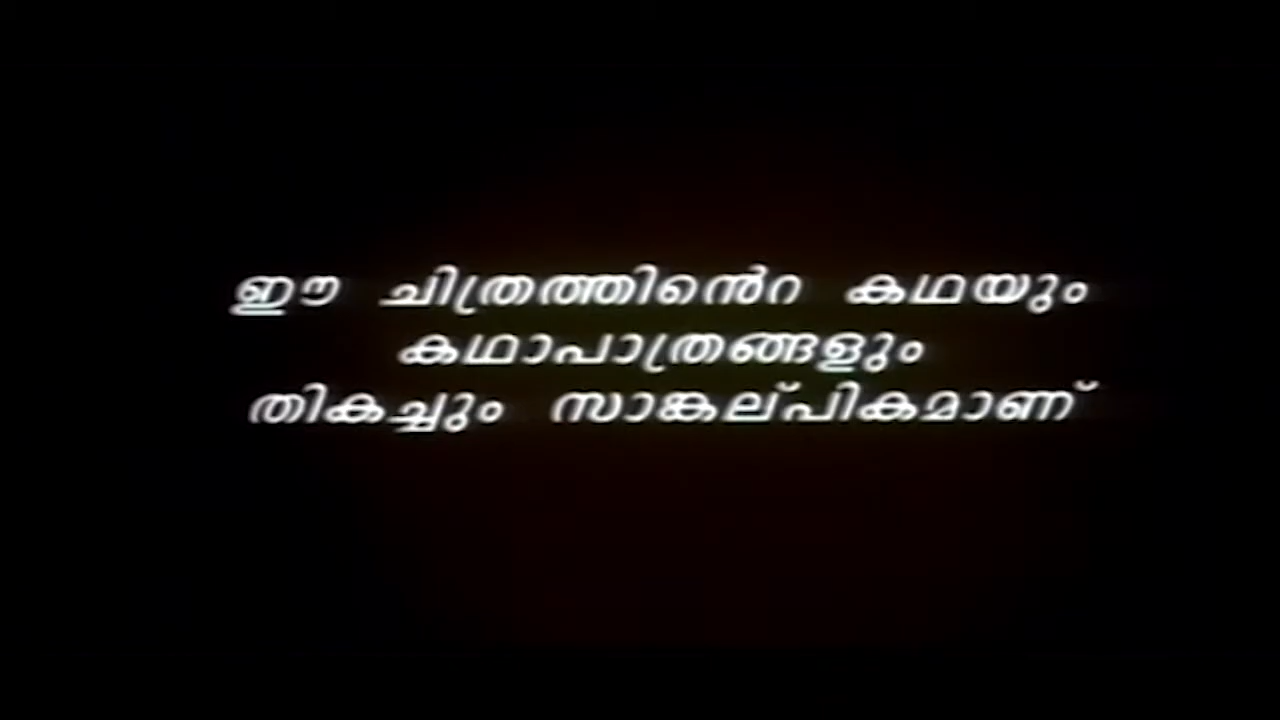 ഈ ചിത്രത്തിൻെറ കഥയും
കഥാപാത്രങ്ങളും
തികച്ചും സാങ്കല്പികമാണ്